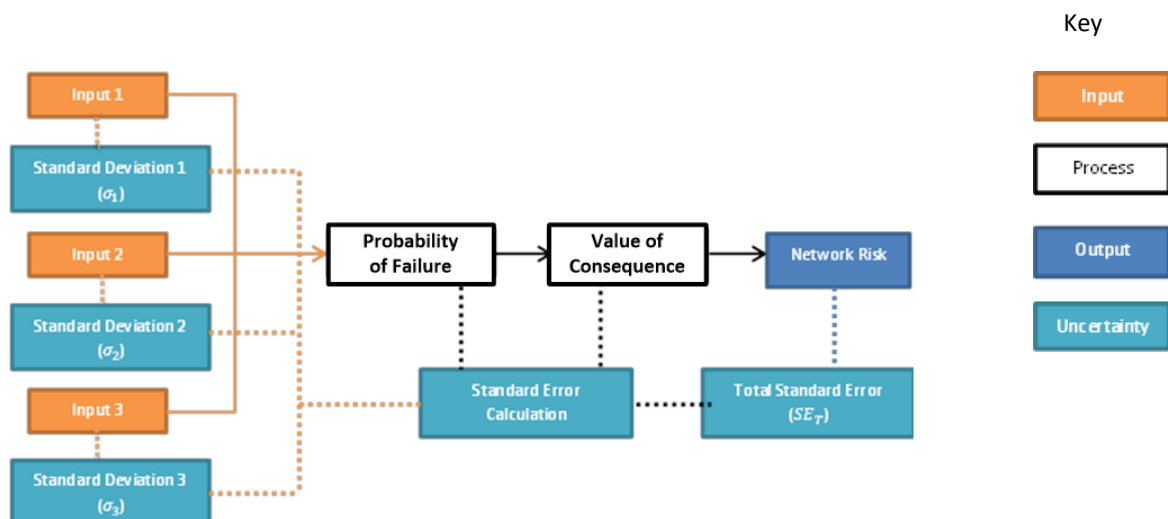 Key
Input 1
Standard Deviation 1
(σ₁)
Input 2
Standard Deviation 2
(σ₂)
Input 3
Standard Deviation 3
(σ₃)
Probability
of Failure
Value of
Consequence
Network Risk
Standard Error
Calculation
Total Standard Error
(SE_T)
Input
Process
Output
Uncertainty